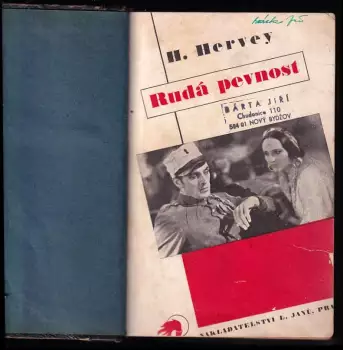 H. Hervey
Rudá pevnost
BÁRTA JIŘÍ
Chudonice 110
504 01 NOVÝ BYDŽOV
NAKLADATELSTVÍ L. JANŮ, PRA